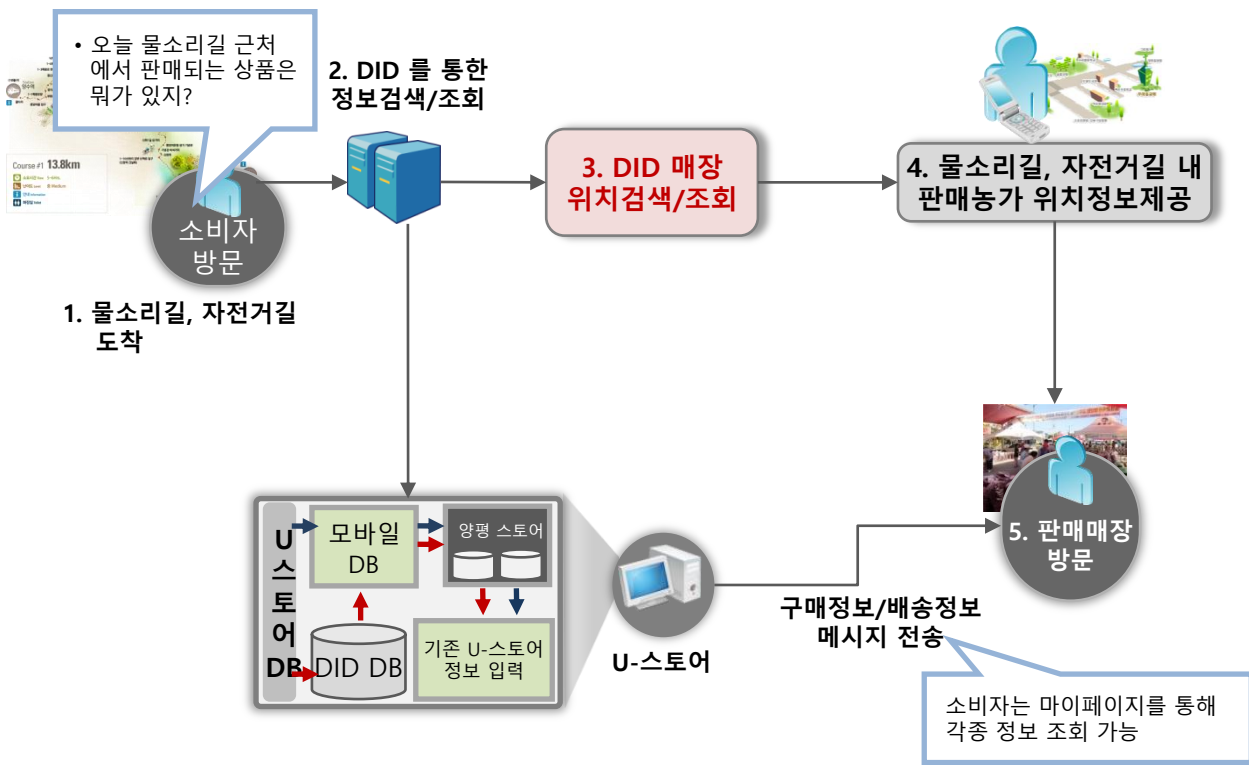 • 오늘 물소리길 근처
에서 판매되는 상품은
뭐가 있지?
2. DID 를 통한
정보검색/조회
3. DID 매장
위치검색/조회
4. 물소리길, 자전거길 내
판매농가 위치정보제공
Course #1 13.8km
소비자
방문
1. 물소리길, 자전거길
도착
U
스
토
어
DB
모바일
DB
양평 스토어
DID DB
기존 U-스토어
정보 입력
U-스토어
구매정보/배송정보
메시지 전송
5. 판매매장
방문
소비자는 마이페이지를 통해
각종 정보 조회 가능